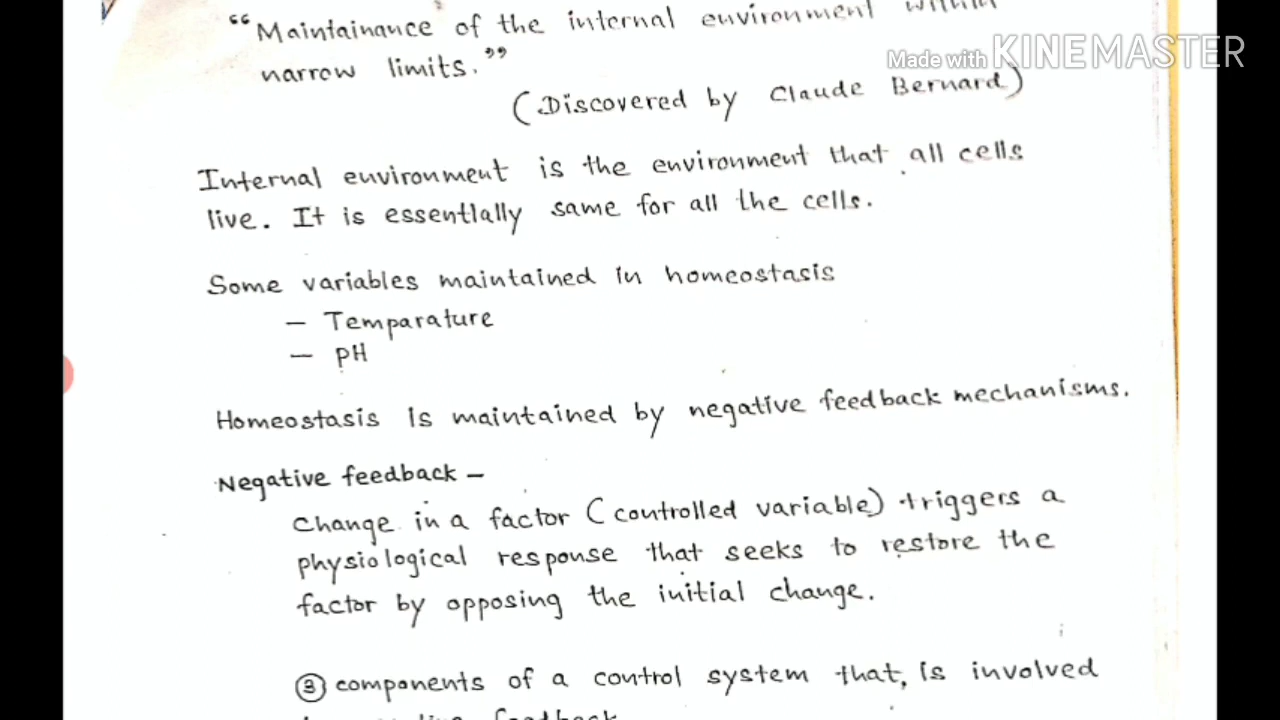 “Maintainance of the internal environment within
narrow limits.”
Made with KINEMASTER
(Discovered by Claude Bernard)
Internal environment is the environment that all cells
live. It is essentlally same for all the cells.
Some variables maintained in homeostasis
– Temparature
– pH
Homeostasis Is maintained by negative feedback mechanisms.
Negative feedback –
Change in a factor (controlled variable) triggers a
physiological response that seeks to restore the
factor by opposing the initial change.
③ components of a control system that, is involved
feedback